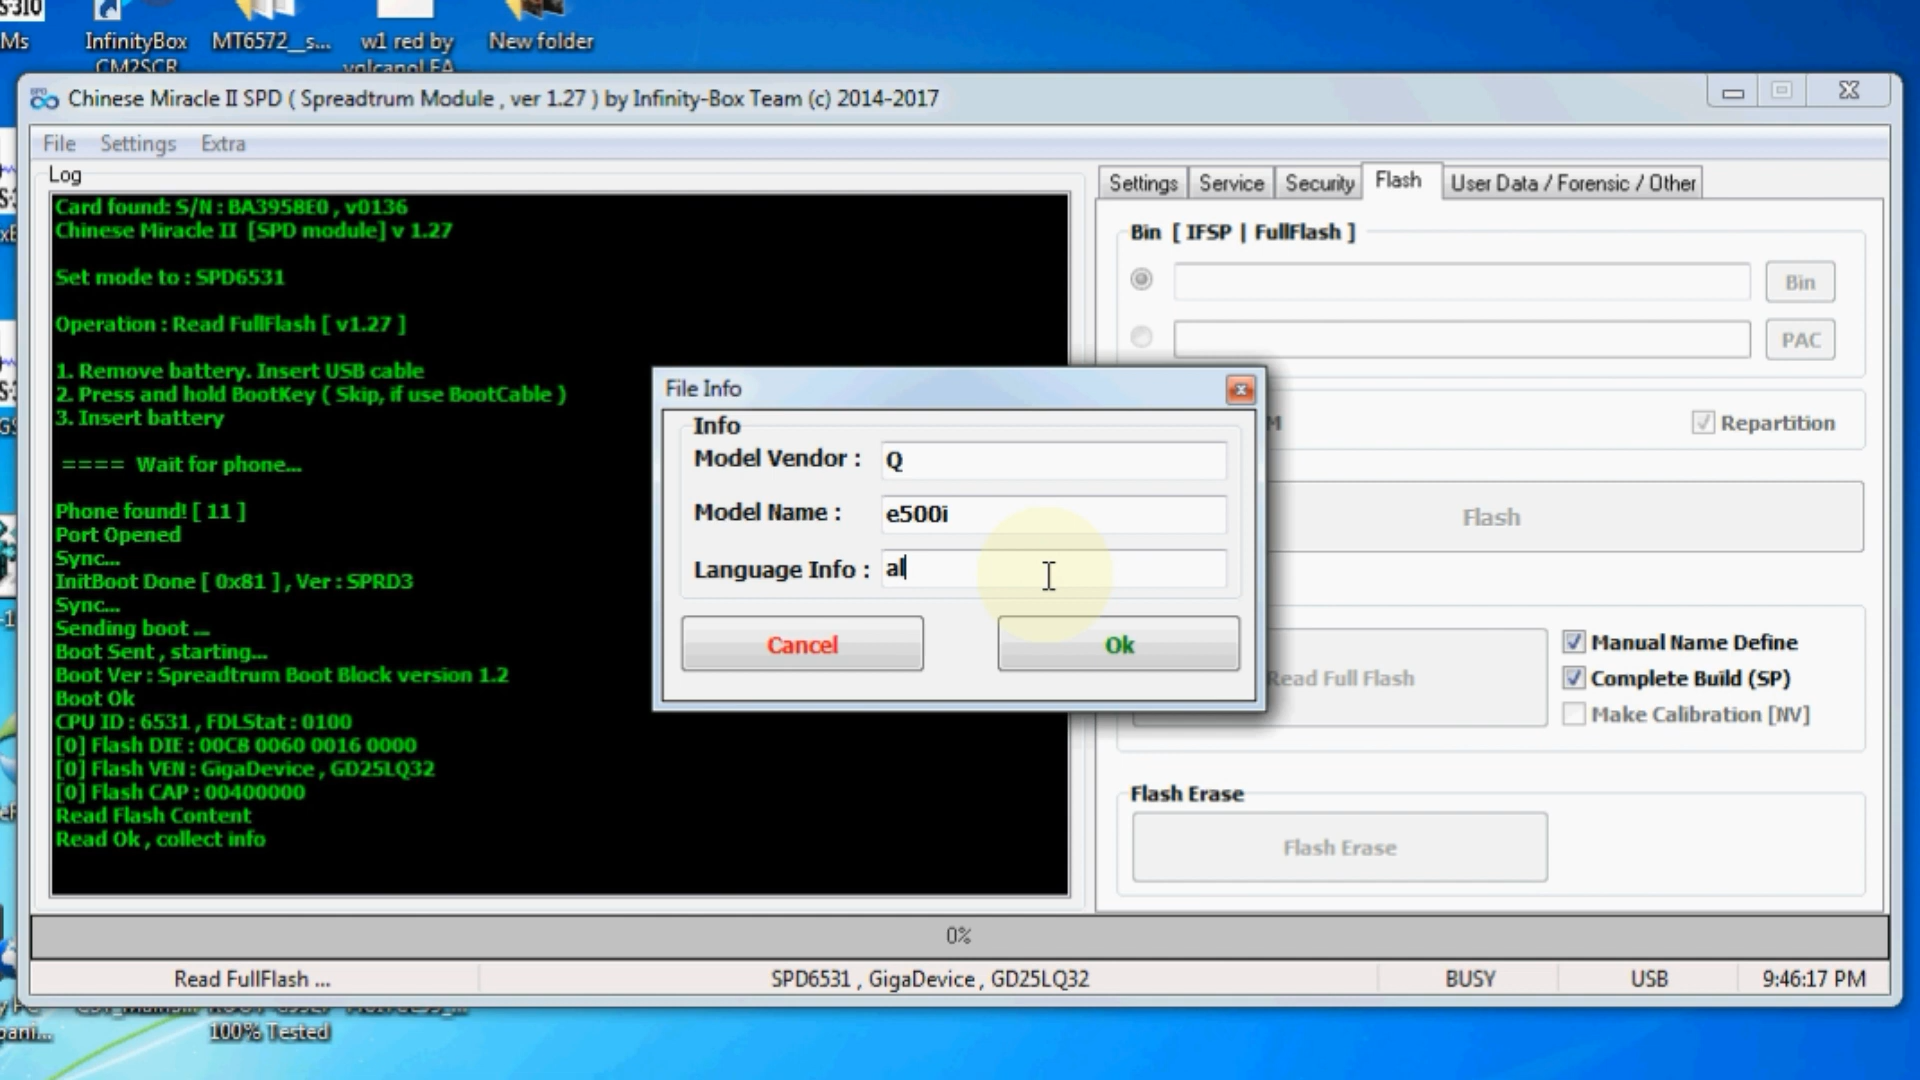 InfinityBox
CM2SCR
MT6572__s...
w1 red by
New folder
Chinese Miracle II SPD ( Spreadtrum Module , ver 1.27 ) by Infinity-Box Team (c) 2014-2017
File Settings Extra
Log
Card found: S/N : BA3958E0 , v0136
Chinese Miracle II [SPD module] v 1.27
Set mode to : SPD6531
Operation : Read FullFlash [ v1.27 ]
1. Remove battery. Insert USB cable
2. Press and hold BootKey ( Skip, if use BootCable )
3. Insert battery
==== Wait for phone...
Phone found! [ 11 ]
Port Opened
Sync...
InitBoot Done [ 0x81 ] , Ver : SPRD3
Sync...
Sending boot ...
Boot Sent , starting...
Boot Ver : Spreadtrum Boot Block version 1.2
Boot Ok
CPU ID : 6531 , FDLStat : 0100
[0] Flash DIE : 00C8 0060 0016 0000
[0] Flash VEN : GigaDevice , GD25LQ32
[0] Flash CAP : 00400000
Read Flash Content
Read Ok , collect info
Settings Service Security Flash User Data / Forensic / Other
Bin [ IFSP | FullFlash ]
Bin
PAC
Repartition
Flash
File Info
Info
Model Vendor : Q
Model Name : e500i
Language Info : al
Cancel Ok
Read Full Flash
Manual Name Define
Complete Build (SP)
Make Calibration [NV]
Flash Erase
Flash Erase
0%
Read FullFlash ... SPD6531 , GigaDevice , GD25LQ32 BUSY USB 9:46:17 PM
100% Tested